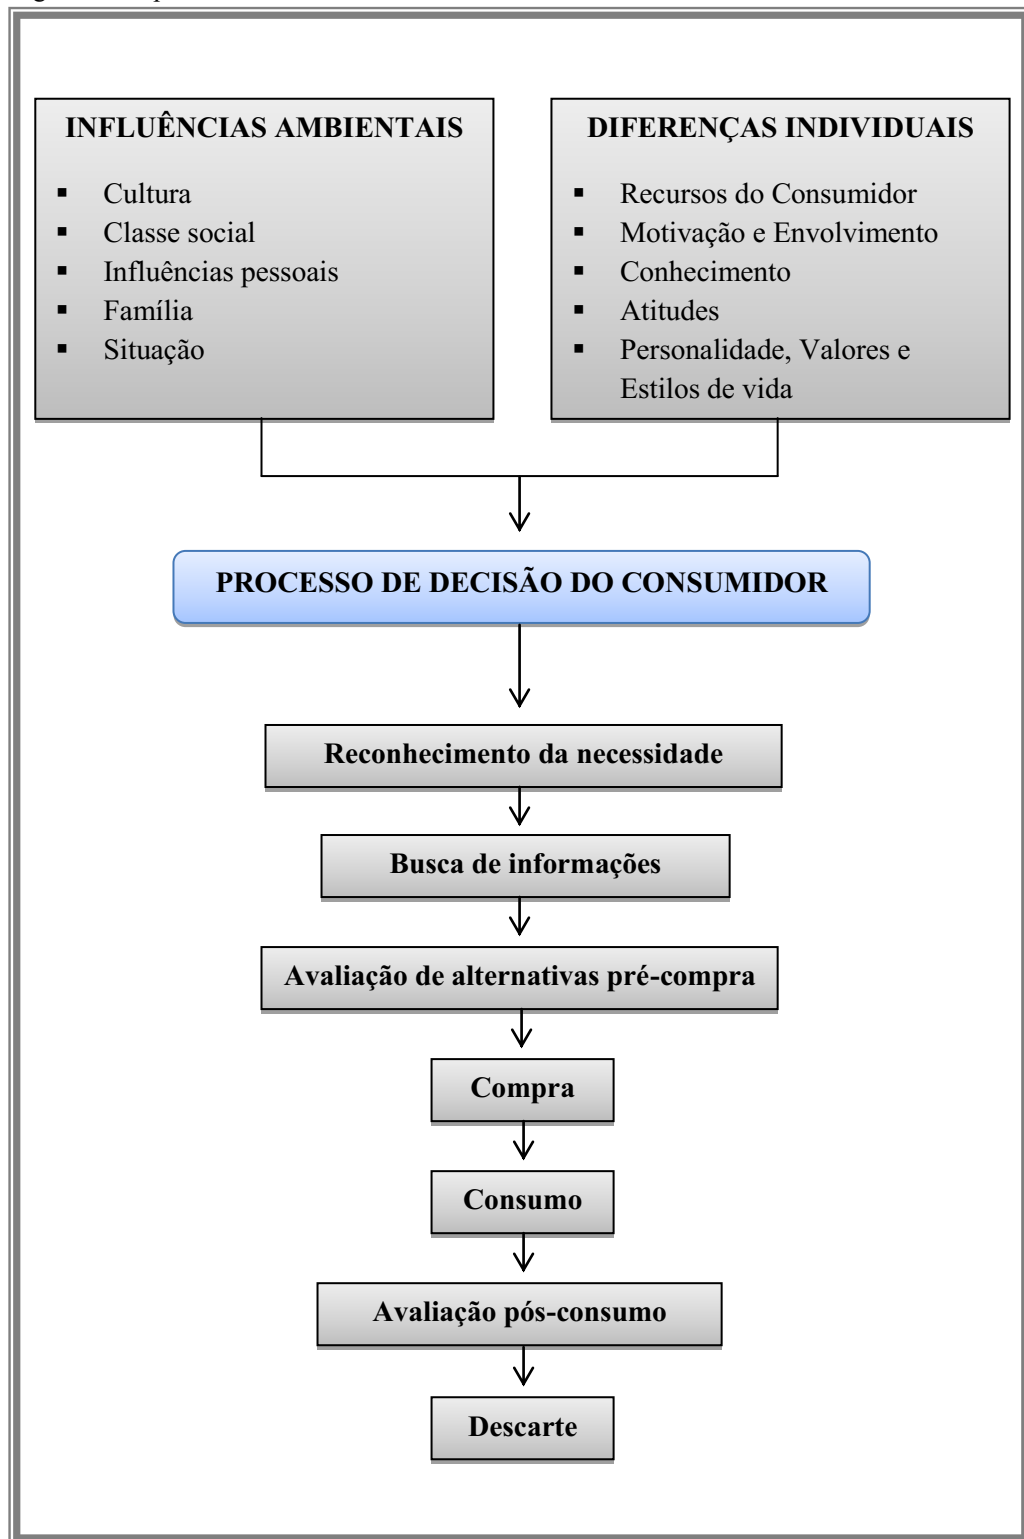 INFLUÊNCIAS AMBIENTAIS
▪ Cultura
▪ Classe social
▪ Influências pessoais
▪ Família
▪ Situação
DIFERENÇAS INDIVIDUAIS
▪ Recursos do Consumidor
▪ Motivação e Envolvimento
▪ Conhecimento
▪ Atitudes
▪ Personalidade, Valores e
Estilos de vida
PROCESSO DE DECISÃO DO CONSUMIDOR
Reconhecimento da necessidade
Busca de informações
Avaliação de alternativas pré-compra
Compra
Consumo
Avaliação pós-consumo
Descarte